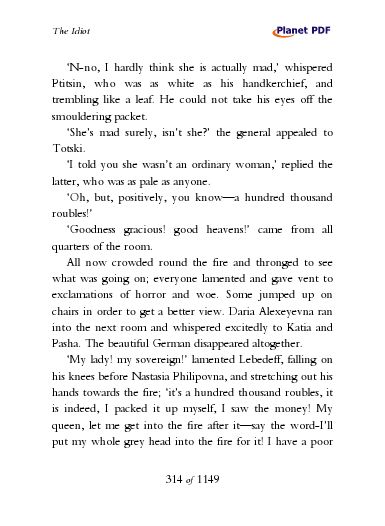 The Idiot
Planet PDF
‘N-no, I hardly think she is actually mad,’ whispered
Ptitsin, who was as white as his handkerchief, and
trembling like a leaf. He could not take his eyes off the
smouldering packet.
‘She’s mad surely, isn’t she?’ the general appealed to
Totski.
‘I told you she wasn’t an ordinary woman,’ replied the
latter, who was as pale as anyone.
‘Oh, but, positively, you know—a hundred thousand
roubles!’
‘Goodness gracious! good heavens!’ came from all
quarters of the room.
All now crowded round the fire and thronged to see
what was going on; everyone lamented and gave vent to
exclamations of horror and woe. Some jumped up on
chairs in order to get a better view. Daria Alexeyevna ran
into the next room and whispered excitedly to Katia and
Pasha. The beautiful German disappeared altogether.
‘My lady! my sovereign!’ lamented Lebedeff, falling on
his knees before Nastasia Philipovna, and stretching out his
hands towards the fire; ‘it’s a hundred thousand roubles, it
is indeed, I packed it up myself, I saw the money! My
queen, let me get into the fire after it—say the word-I’ll
put my whole grey head into the fire for it! I have a poor
314 of 1149